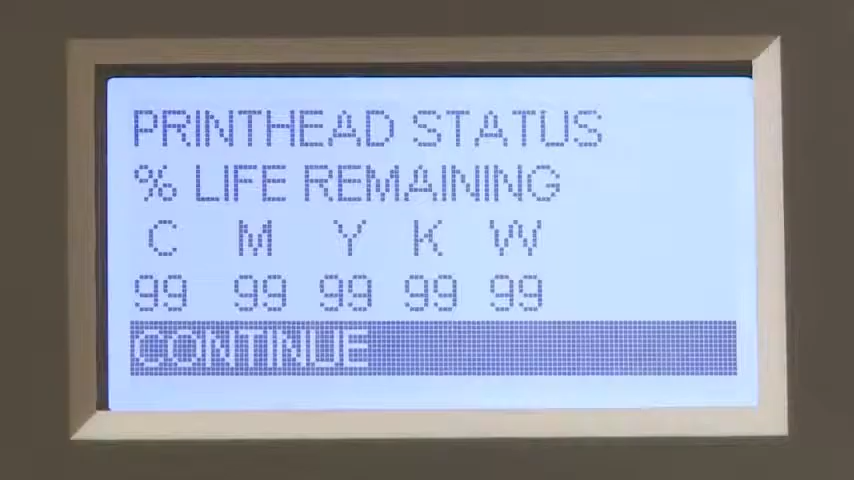 PRINTHEAD STATUS
% LIFE REMAINING
C M Y K W
99 99 99 99 99
CONTINUE